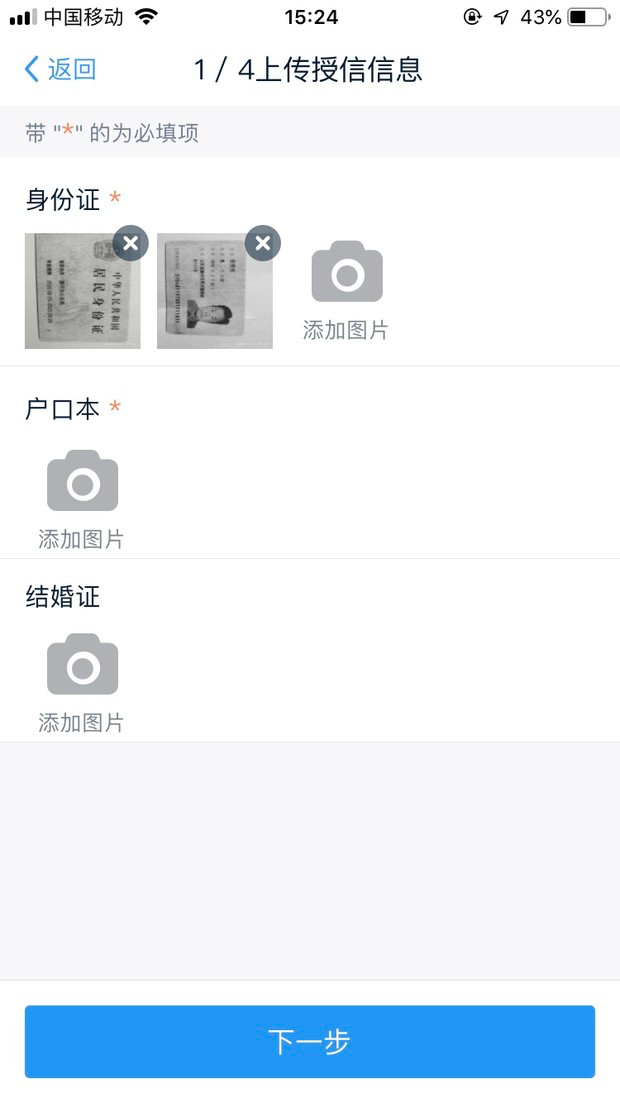 中国移动 15:24 43%
返回 1 / 4上传授信信息
带 "*" 的为必填项
身份证 *
中华人民共和国
居民身份证
添加图片
户口本 *
添加图片
结婚证
添加图片
下一步